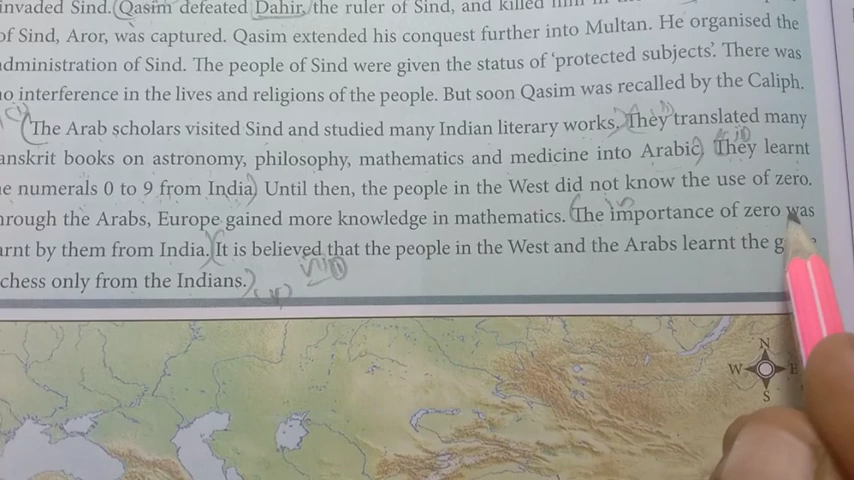 invaded Sind. Qasim defeated Dahir, the ruler of Sind, and killed him in
of Sind, Aror, was captured. Qasim extended his conquest further into Multan. He organised the
dministration of Sind. The people of Sind were given the status of 'protected subjects'. There was
no interference in the lives and religions of the people. But soon Qasim was recalled by the Caliph.
The Arab scholars visited Sind and studied many Indian literary works. They translated many
anskrit books on astronomy, philosophy, mathematics and medicine into Arabic. They learnt
e numerals 0 to 9 from India. Until then, the people in the West did not know the use of zero.
hrough the Arabs, Europe gained more knowledge in mathematics. The importance of zero was
arnt by them from India. It is believed that the people in the West and the Arabs learnt the g
chess only from the Indians.
N
W E
S